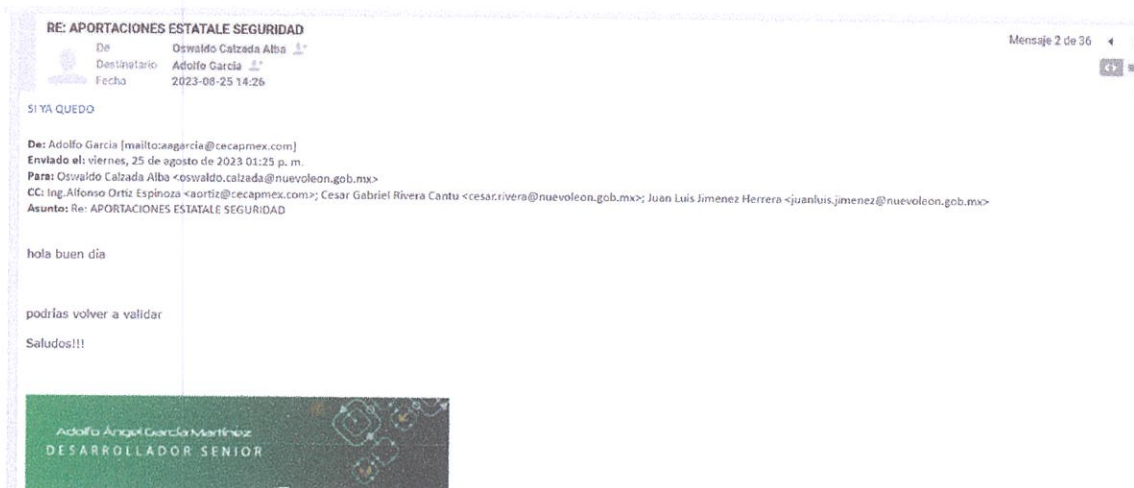 RE: APORTACIONES ESTATALE SEGURIDAD
Mensaje 2 de 36
De Oswaldo Calzada Alba
Destinatario Adolfo Garcia
Fecha 2023-08-25 14:26
SI YA QUEDO
De: Adolfo Garcia [mailto:aagarcia@cecapmex.com]
Enviado el: viernes, 25 de agosto de 2023 01:25 p. m.
Para: Oswaldo Calzada Alba <oswaldo.calzada@nuevoleon.gob.mx>
CC: Ing.Alfonso Ortiz Espinoza <aortiz@cecapmex.com>; Cesar Gabriel Rivera Cantu <cesar.rivera@nuevoleon.gob.mx>; Juan Luis Jimenez Herrera <juanluis.jimenez@nuevoleon.gob.mx>
Asunto: Re: APORTACIONES ESTATALE SEGURIDAD
hola buen dia
podrias volver a validar
Saludos!!!
Adolfo Ángel García Martínez
DESARROLLADOR SENIOR